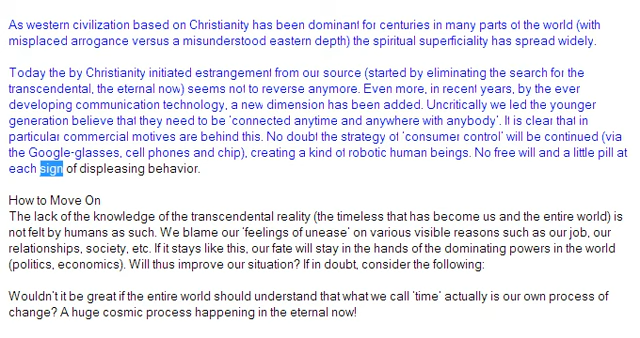 As western civilization based on Christianity has been dominant for centuries in many parts of the world (with
misplaced arrogance versus a misunderstood eastern depth) the spiritual superficiality has spread widely.
Today the by Christianity initiated estrangement from our source (started by eliminating the search for the
transcendental, the eternal now) seems not to reverse anymore. Even more, in recent years, by the ever
developing communication technology, a new dimension has been added. Uncritically we led the younger
generation believe that they need to be 'connected anytime and anywhere with anybody'. It is clear that in
particular commercial motives are behind this. No doubt the strategy of 'consumer control' will be continued (via
the Google-glasses, cell phones and chip), creating a kind of robotic human beings. No free will and a little pill at
each sign of displeasing behavior.
How to Move On
The lack of the knowledge of the transcendental reality (the timeless that has become us and the entire world) is
not felt by humans as such. We blame our 'feelings of unease' on various visible reasons such as our job, our
relationships, society, etc. If it stays like this, our fate will stay in the hands of the dominating powers in the world
(politics, economics). Will thus improve our situation? If in doubt, consider the following:
Wouldn't it be great if the entire world should understand that what we call 'time' actually is our own process of
change? A huge cosmic process happening in the eternal now!